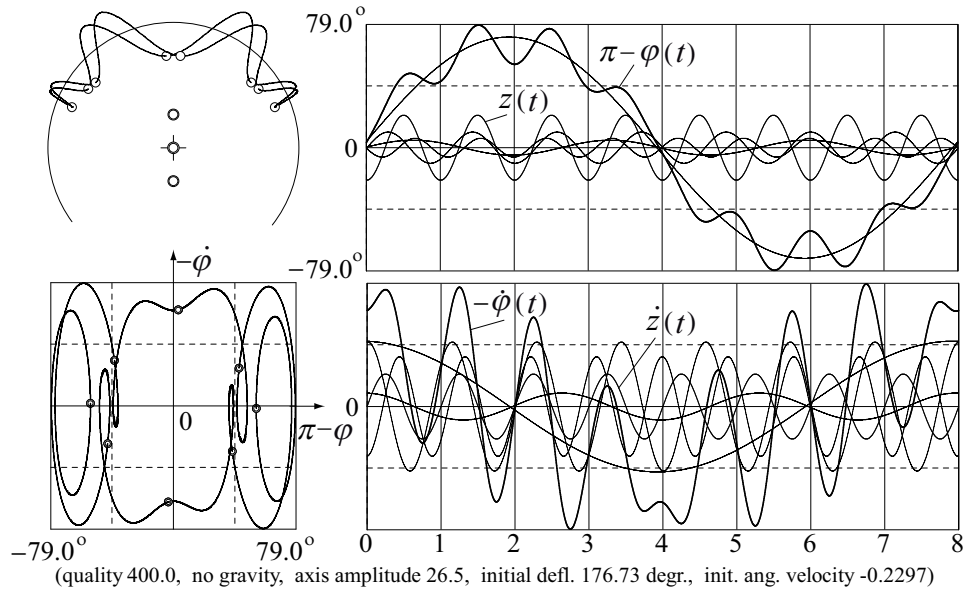 79.0°
π−φ(t)
z(t)
0
−79.0°
−φ̇
0
π−φ
−79.0°
79.0°
−φ̇(t)
ż(t)
0
0 1 2 3 4 5 6 7 8
(quality 400.0, no gravity, axis amplitude 26.5, initial defl. 176.73 degr., init. ang. velocity -0.2297)